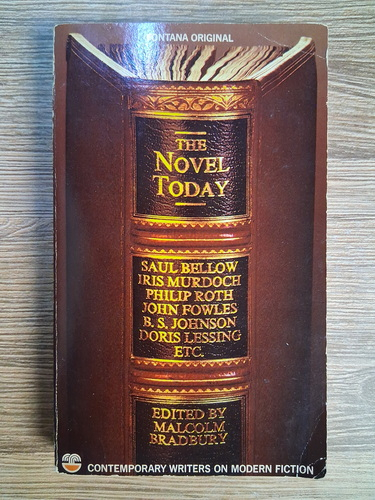 FONTANA ORIGINAL
THE
NOVEL
TODAY
SAUL BELLOW
IRIS MURDOCH
PHILIP ROTH
JOHN FOWLES
B. S. JOHNSON
DORIS LESSING
ETC.
EDITED BY
MALCOLM
BRADBURY
CONTEMPORARY WRITERS ON MODERN FICTION